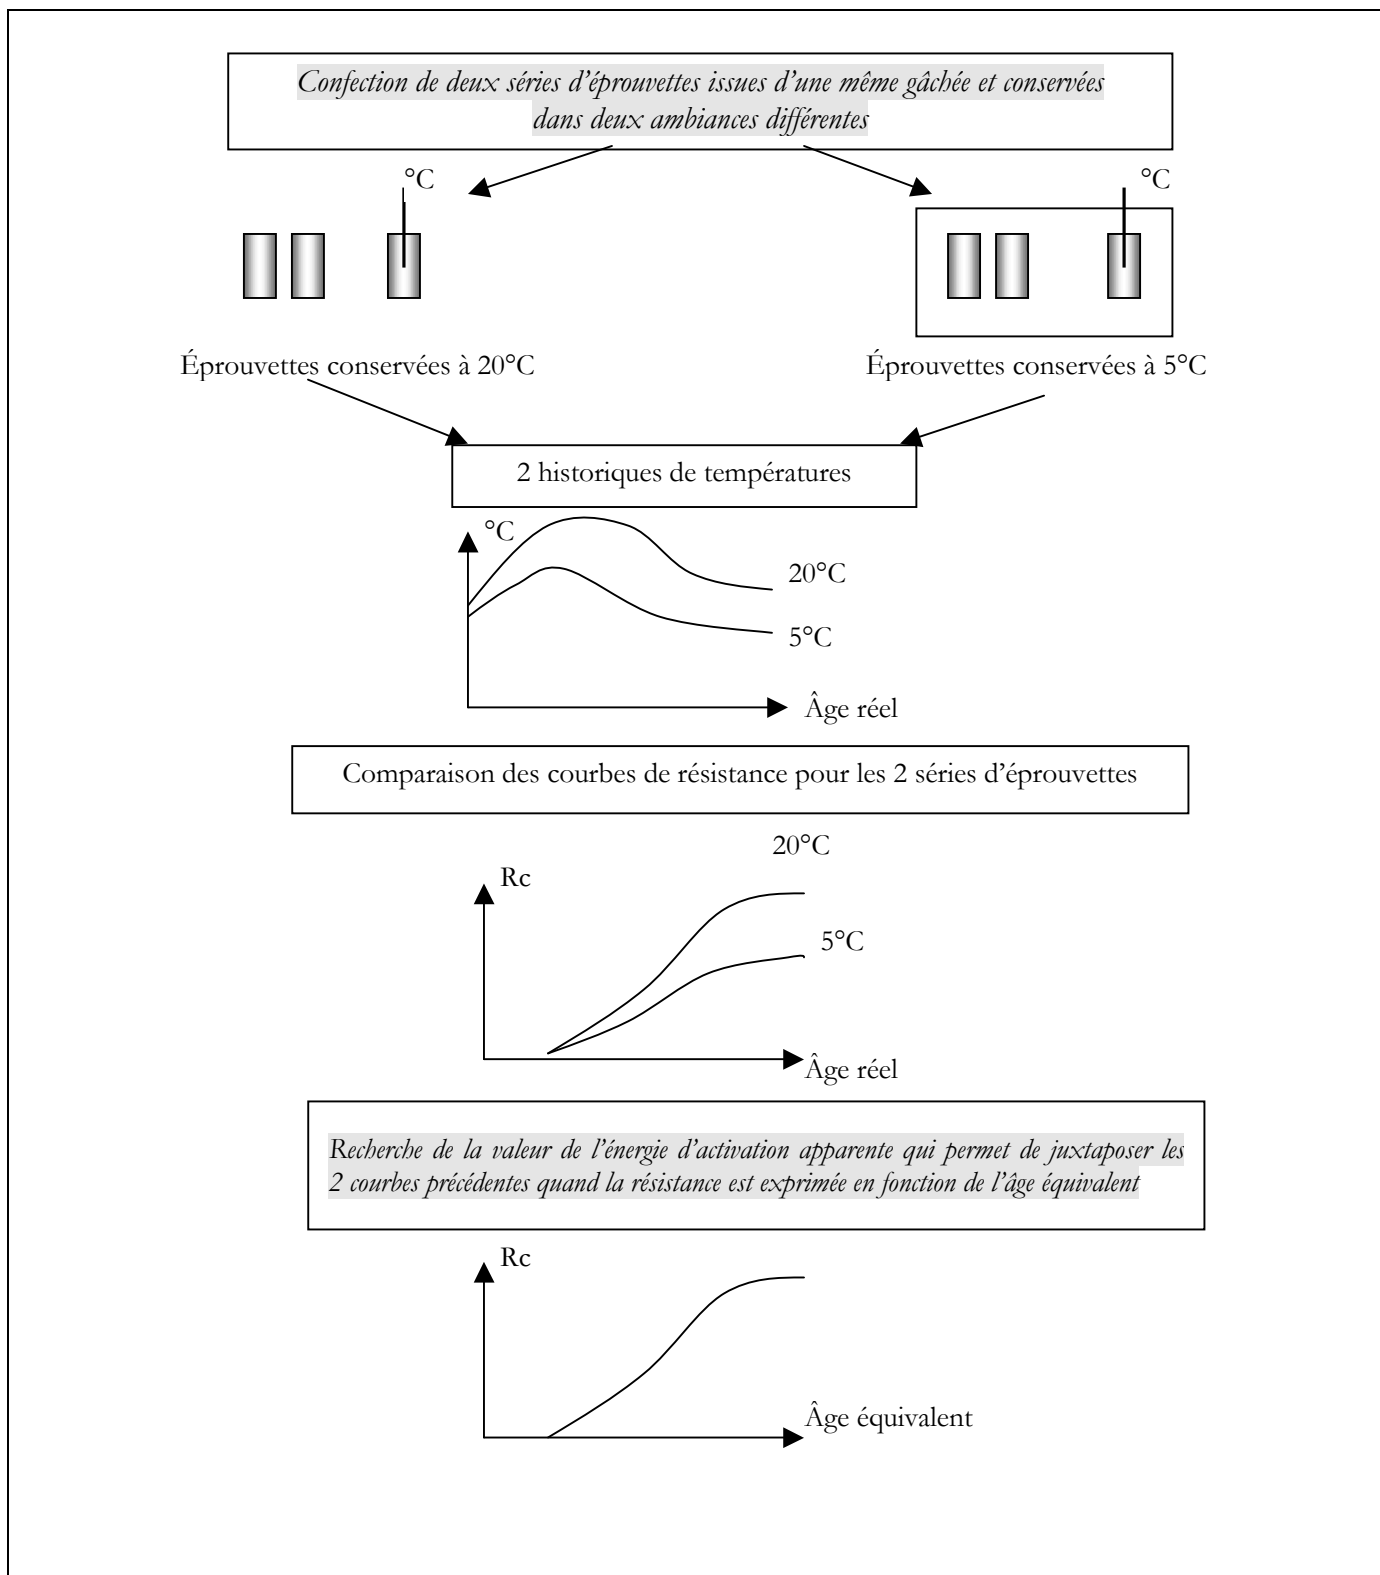 Confection de deux séries d'éprouvettes issues d'une même gâchée et conservées
dans deux ambiances différentes
°C
°C
Éprouvettes conservées à 20°C
Éprouvettes conservées à 5°C
2 historiques de températures
°C
20°C
5°C
Âge réel
Comparaison des courbes de résistance pour les 2 séries d'éprouvettes
20°C
Rc
5°C
Âge réel
Recherche de la valeur de l'énergie d'activation apparente qui permet de juxtaposer les
2 courbes précédentes quand la résistance est exprimée en fonction de l'âge équivalent
Rc
Âge équivalent